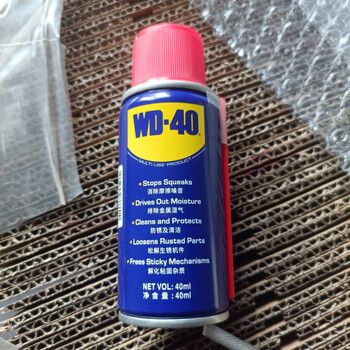 WD-40®
MULTI-USE PRODUCT
• Stops Squeaks
消除摩擦噪音
• Drives Out Moisture
排除金属湿气
• Cleans and Protects
防锈及清洁
• Loosens Rusted Parts
松解生锈机件
• Frees Sticky Mechanisms
解化粘固杂质
NET VOL: 40ml
净含量: 40ml